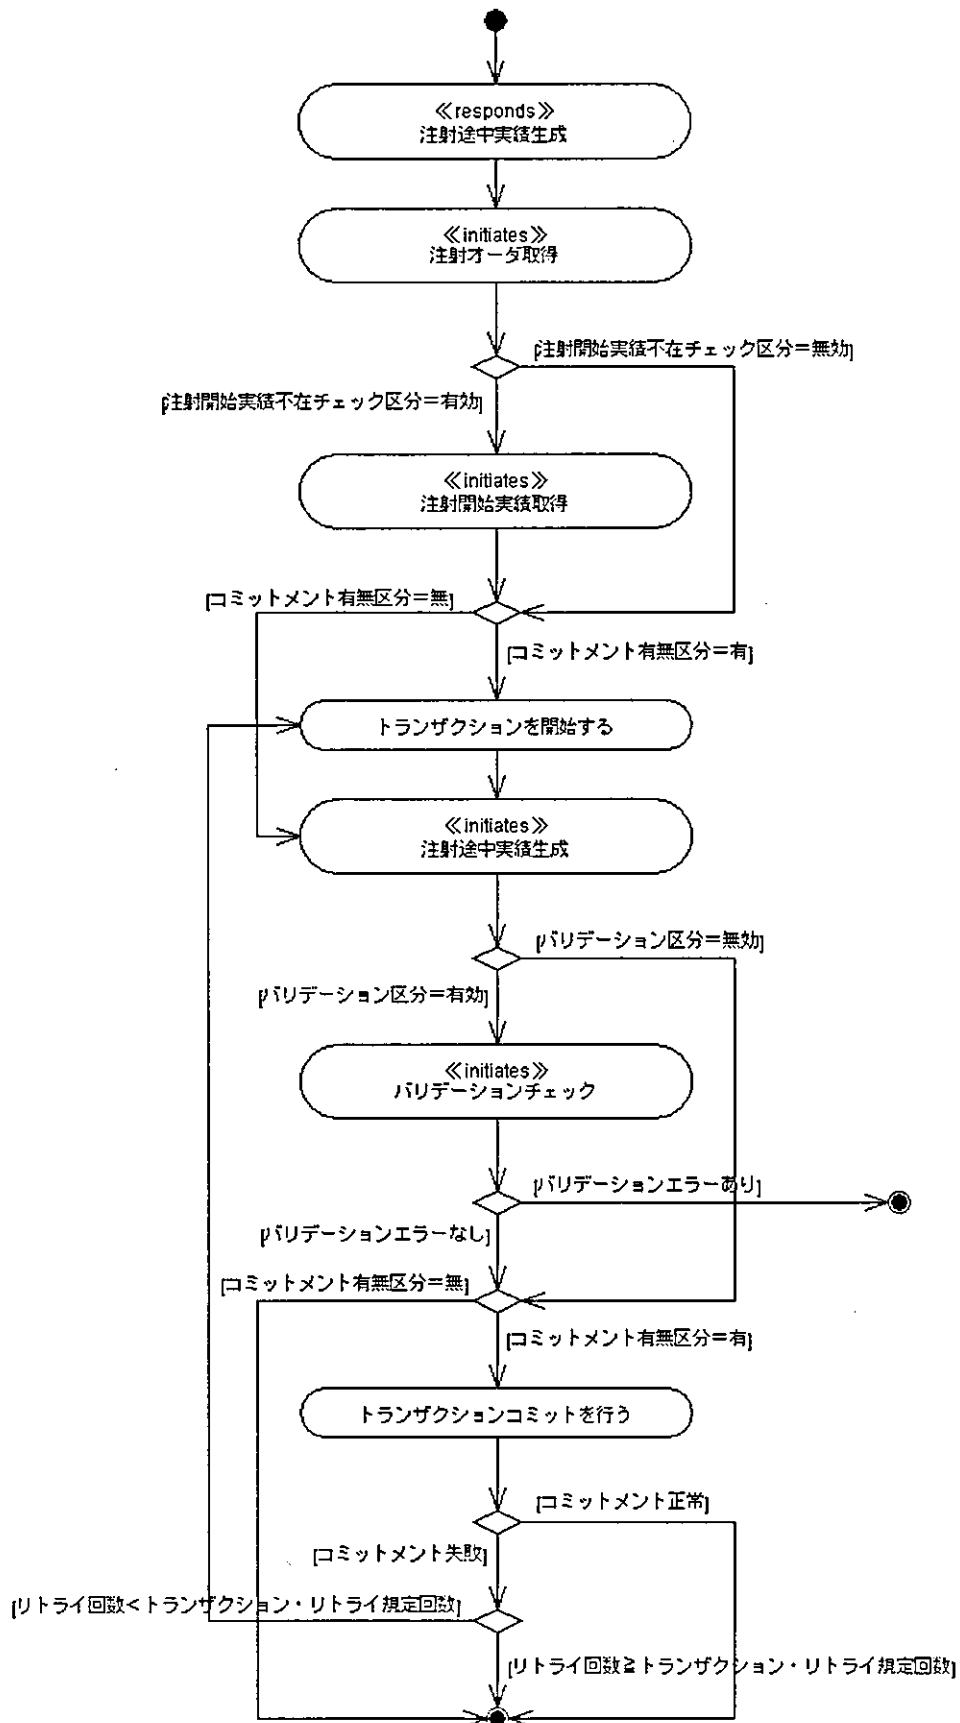 ≪responds≫
注射途中実績生成
≪initiates≫
注射オーダ取得
[注射開始実績不在チェック区分＝無効]
[注射開始実績不在チェック区分＝有効]
≪initiates≫
注射開始実績取得
[コミットメント有無区分＝無]
[コミットメント有無区分＝有]
トランザクションを開始する
≪initiates≫
注射途中実績生成
[バリデーション区分＝無効]
[バリデーション区分＝有効]
≪initiates≫
バリデーションチェック
[バリデーションエラーあり]
[バリデーションエラーなし]
[コミットメント有無区分＝無]
[コミットメント有無区分＝有]
トランザクションコミットを行う
[コミットメント正常]
[コミットメント失敗]
[リトライ回数＜トランザクション・リトライ規定回数]
[リトライ回数≧トランザクション・リトライ規定回数]